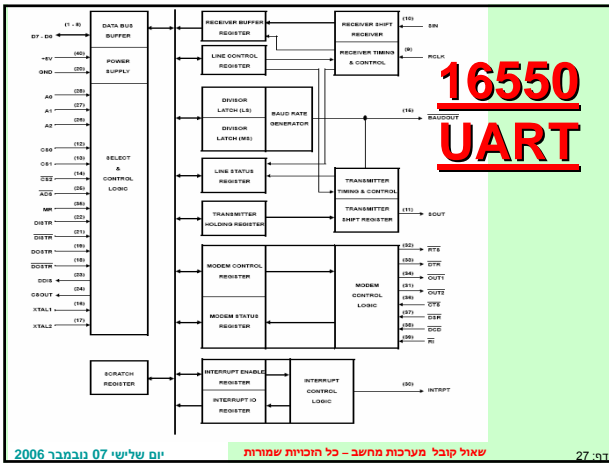 16550
UART
(1 - 8)
D7 - D0
DATA BUS
BUFFER
(40)
+5V
(20)
GND
POWER
SUPPLY
(28)
A0
(27)
A1
(26)
A2
(12)
CS0
(13)
CS1
(14)
CS2
(25)
ADS
(35)
MR
(22)
DISTR
(21)
DISTR
(19)
DOSTR
(18)
DOSTR
(23)
DDIS
(24)
CSOUT
(16)
XTAL1
(17)
XTAL2
SELECT
&
CONTROL
LOGIC
SCRATCH
REGISTER
RECEIVER BUFFER
REGISTER
LINE CONTROL
REGISTER
DIVISOR
LATCH (LS)
DIVISOR
LATCH (MS)
BAUD RATE
GENERATOR
LINE STATUS
REGISTER
TRANSMITTER
HOLDING REGISTER
MODEM CONTROL
REGISTER
MODEM STATUS
REGISTER
INTERRUPT ENABLE
REGISTER
INTERRUPT IO
REGISTER
RECEIVER SHIFT
RECEIVER
RECEIVER TIMING
& CONTROL
TRANSMITTER
TIMING & CONTROL
TRANSMITTER
SHIFT REGISTER
MODEM
CONTROL
LOGIC
INTERRUPT
CONTROL
LOGIC
(10)
SIN
(9)
RCLK
(15)
BAUDOUT
(11)
SOUT
(32)
RTS
(33)
DTR
(34)
OUT1
(31)
OUT2
(36)
CTS
(37)
DSR
(38)
DCD
(39)
RI
(30)
INTRPT
יום שלישי 07 נובמבר 2006
שאול קובל מערכות מחשב – כל הזכויות שמורות
דף: 27